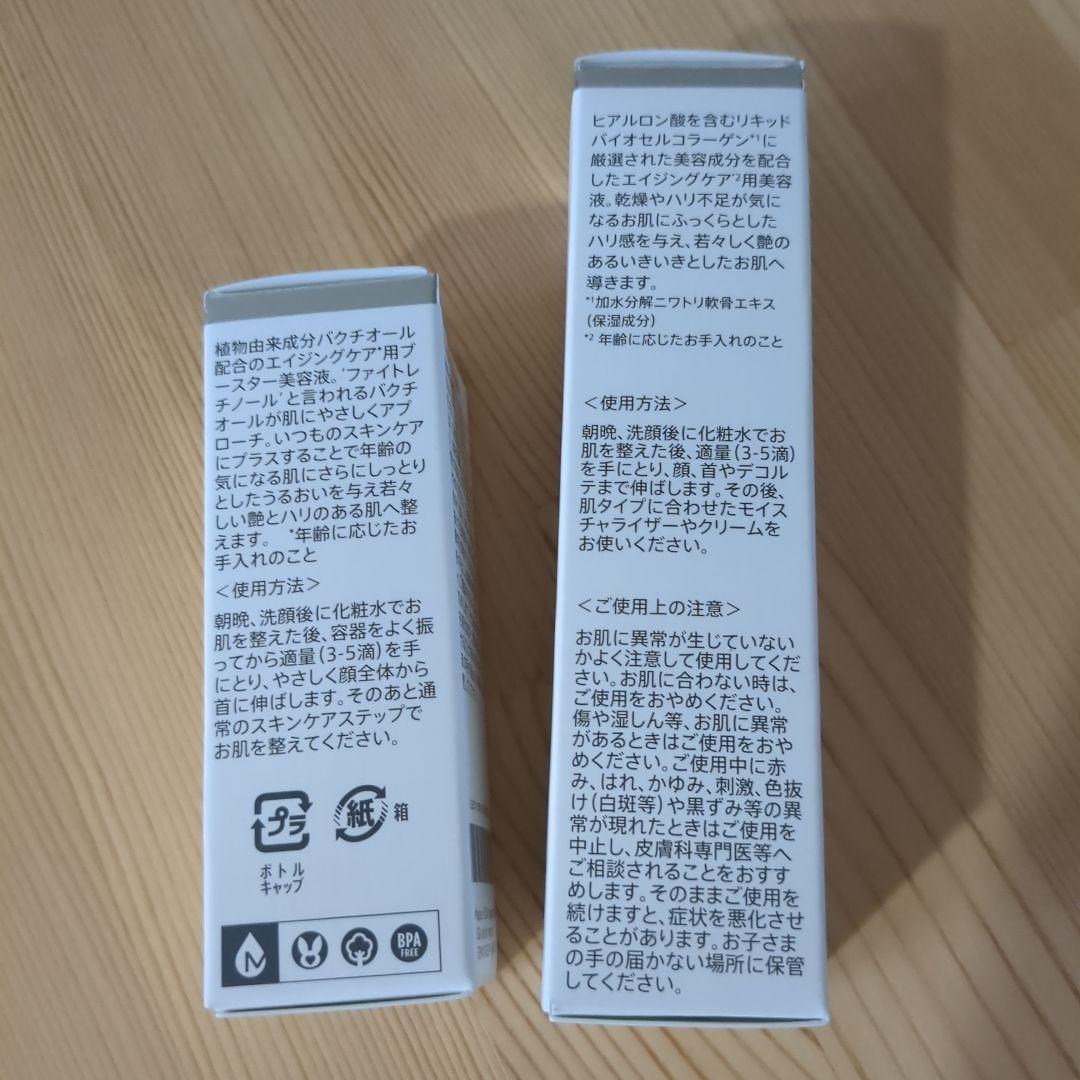 植物由来成分バクチオール
配合のエイジングケア*用ブ
ースター美容液。‘ファイトレ
チノール’と言われるバクチ
オールが肌にやさしくアプ
ローチ。いつものスキンケア
にプラスすることで年齢の
気になる肌にさらにしっとり
としたうるおいを与え若々
しい艶とハリのある肌へ整
えます。 *年齢に応じたお
手入れのこと
＜使用方法＞
朝晩、洗顔後に化粧水でお
肌を整えた後、容器をよく振
ってから適量(3-5滴)を手
にとり、やさしく顔全体から
首に伸ばします。そのあと通
常のスキンケアステップで
お肌を整えてください。
プラ
紙 箱
ボトル
キャップ
BPA
FREE
ヒアルロン酸を含むリキッド
バイオセルコラーゲン*1に
厳選された美容成分を配合
したエイジングケア*2用美容
液。乾燥やハリ不足が気に
なるお肌にふっくらとした
ハリ感を与え、若々しく艶の
あるいきいきとしたお肌へ
導きます。
*1加水分解ニワトリ軟骨エキス
(保湿成分)
*2 年齢に応じたお手入れのこと
＜使用方法＞
朝晩、洗顔後に化粧水でお
肌を整えた後、適量(3-5滴)
を手にとり、顔、首やデコル
テまで伸ばします。その後、
肌タイプに合わせたモイス
チャライザーやクリームを
お使いください。
＜ご使用上の注意＞
お肌に異常が生じていない
かよく注意して使用してくだ
さい。お肌に合わない時は、
ご使用をおやめください。
傷や湿しん等、お肌に異常
があるときはご使用をおや
めください。ご使用中に赤
み、はれ、かゆみ、刺激、色抜
け(白斑等)や黒ずみ等の異
常が現れたときはご使用を
中止し、皮膚科専門医等へ
ご相談されることをおすす
めします。そのままご使用を
続けますと、症状を悪化させ
ることがあります。お子さま
の手の届かない場所に保管
してください。